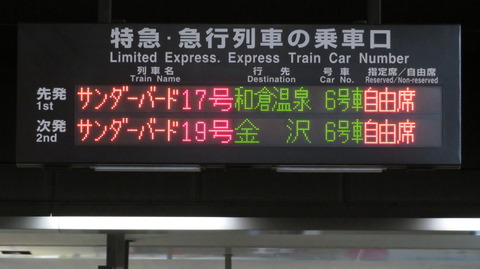 特急・急行列車の乗車口
Limited Express. Express Train Car Number
列車名 行先 号車 指定席／自由席
Train Name Destination Car No. Reserved/Non-reserved
先発 サンダーバード17号 和倉温泉 6号車 自由席
1st
次発 サンダーバード19号 金沢 6号車 自由席
2nd